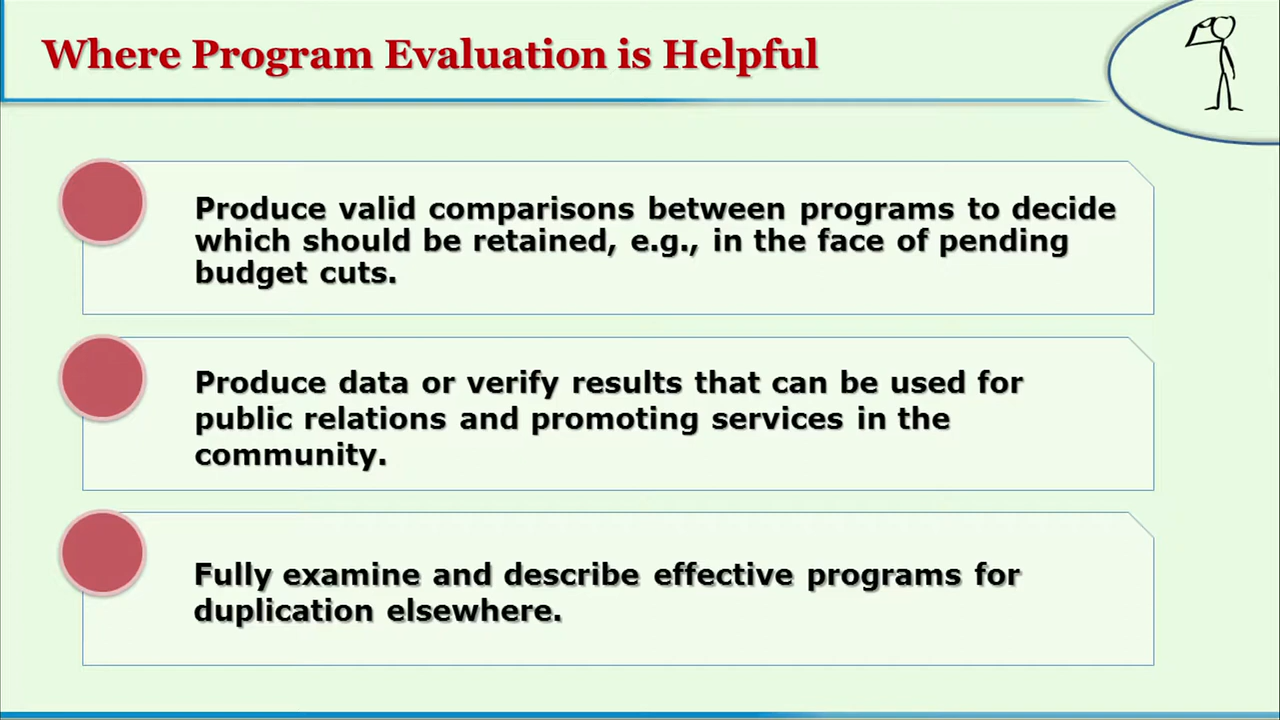 Where Program Evaluation is Helpful
Produce valid comparisons between programs to decide
which should be retained, e.g., in the face of pending
budget cuts.
Produce data or verify results that can be used for
public relations and promoting services in the
community.
Fully examine and describe effective programs for
duplication elsewhere.